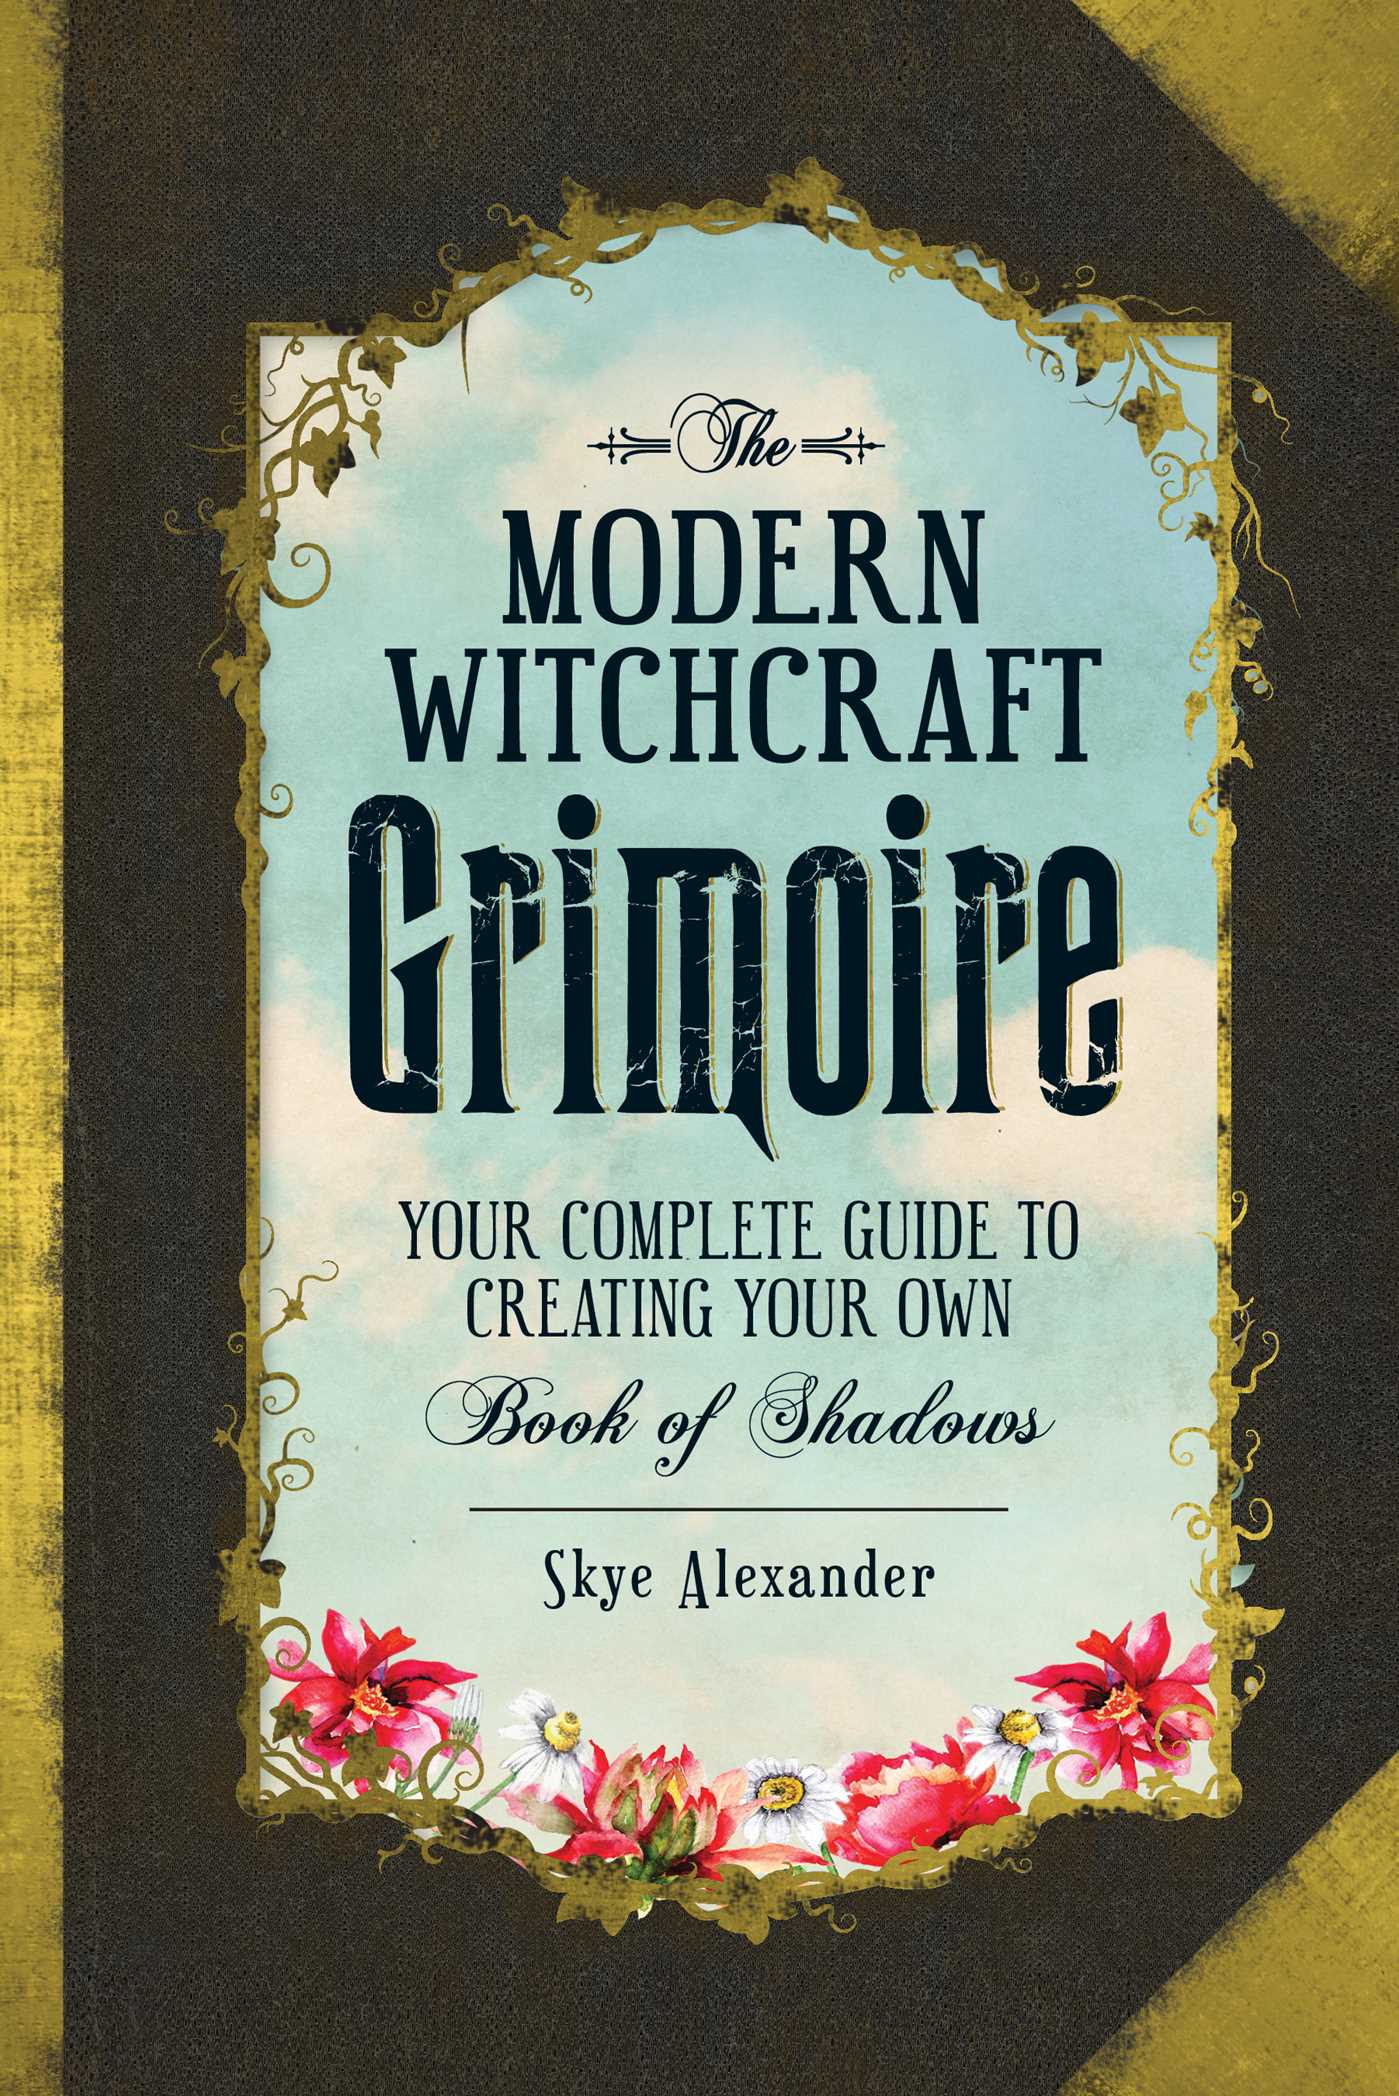 The
MODERN
WITCHCRAFT
Grimoire
YOUR COMPLETE GUIDE TO
CREATING YOUR OWN
Book of Shadows
Skye Alexander